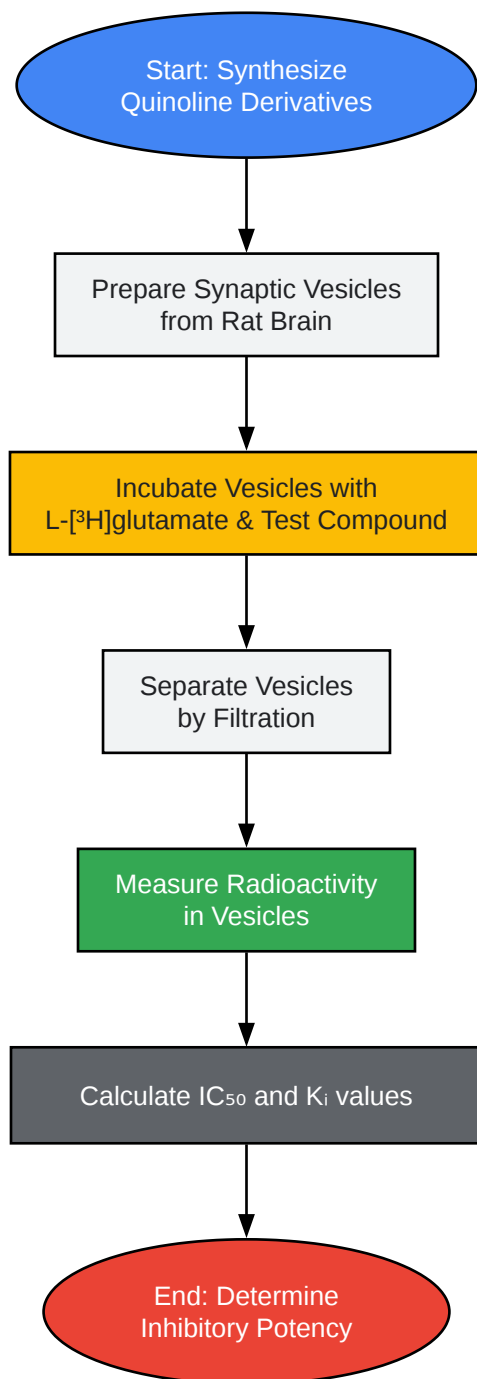 Start: Synthesize
Quinoline Derivatives
Prepare Synaptic Vesicles
from Rat Brain
Incubate Vesicles with
L-[³H]glutamate & Test Compound
Separate Vesicles
by Filtration
Measure Radioactivity
in Vesicles
Calculate IC₅₀ and Kᵢ values
End: Determine
Inhibitory Potency